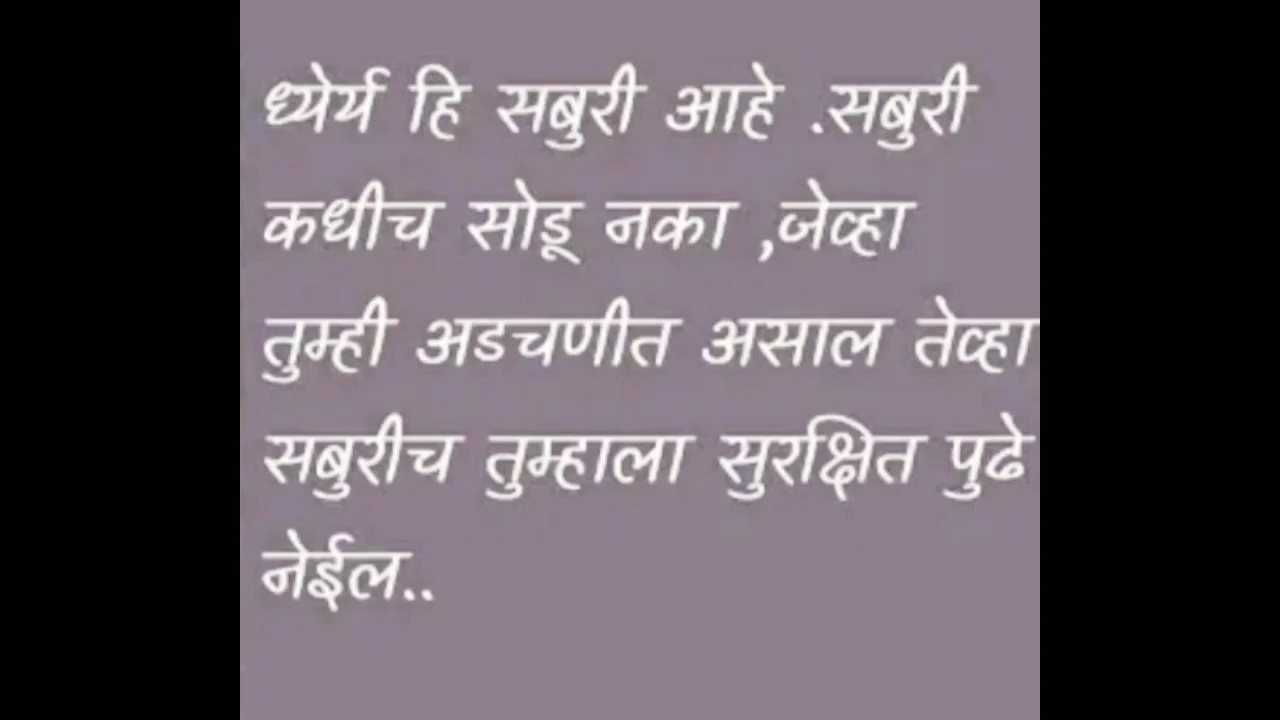 ध्येर्य हि सबुरी आहे .सबुरी
कधीच सोडू नका ,जेव्हा
तुम्ही अडचणीत असाल तेव्हा
सबुरीच तुम्हाला सुरक्षित पुढे
नेईल..